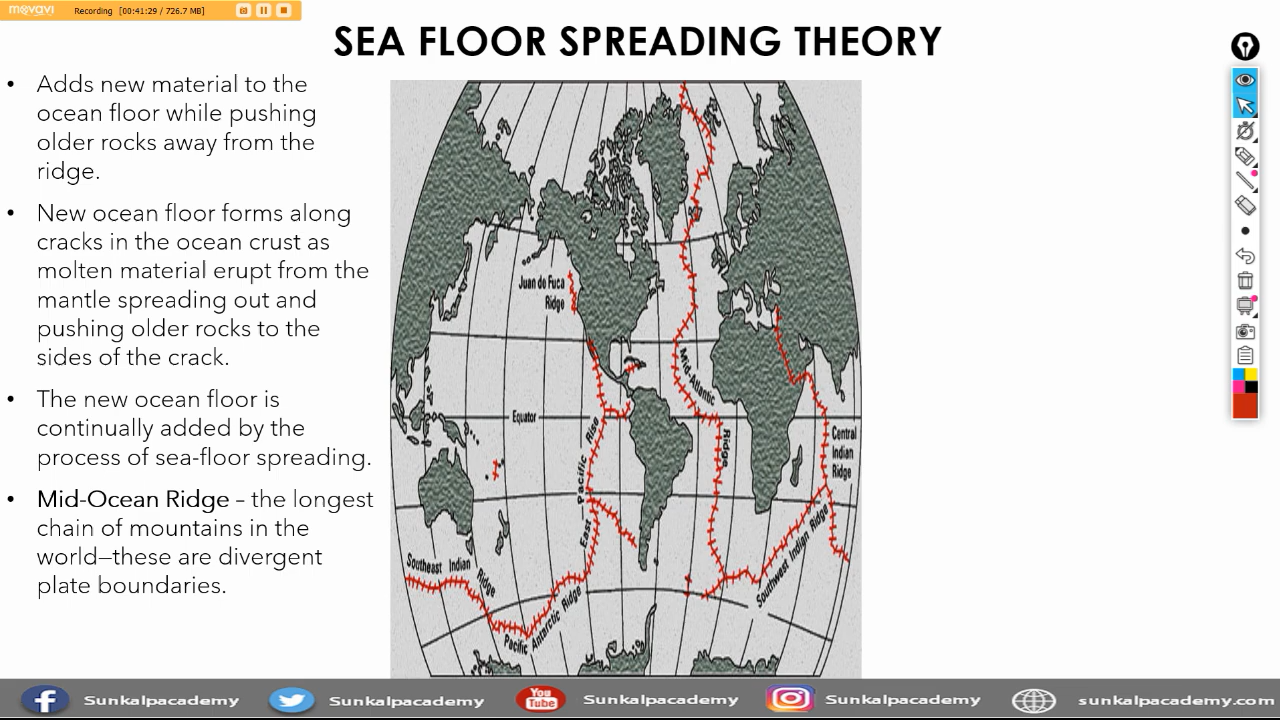 movavi
Recording [00:41:29 / 726.7 MB]
SEA FLOOR SPREADING THEORY
• Adds new material to the
ocean floor while pushing
older rocks away from the
ridge.
• New ocean floor forms along
cracks in the ocean crust as
molten material erupt from the
mantle spreading out and
pushing older rocks to the
sides of the crack.
• The new ocean floor is
continually added by the
process of sea-floor spreading.
• Mid-Ocean Ridge – the longest
chain of mountains in the
world—these are divergent
plate boundaries.
Juan de Fuca
Ridge
Mid-Atlantic
Ridge
Equator
East Pacific Rise
Central
Indian
Ridge
Southeast Indian
Ridge
Pacific Antarctic Ridge
Southwest Indian Ridge
Sunkalpacademy
Sunkalpacademy
You
Tube
Sunkalpacademy
Sunkalpacademy
sunkalpacademy.com